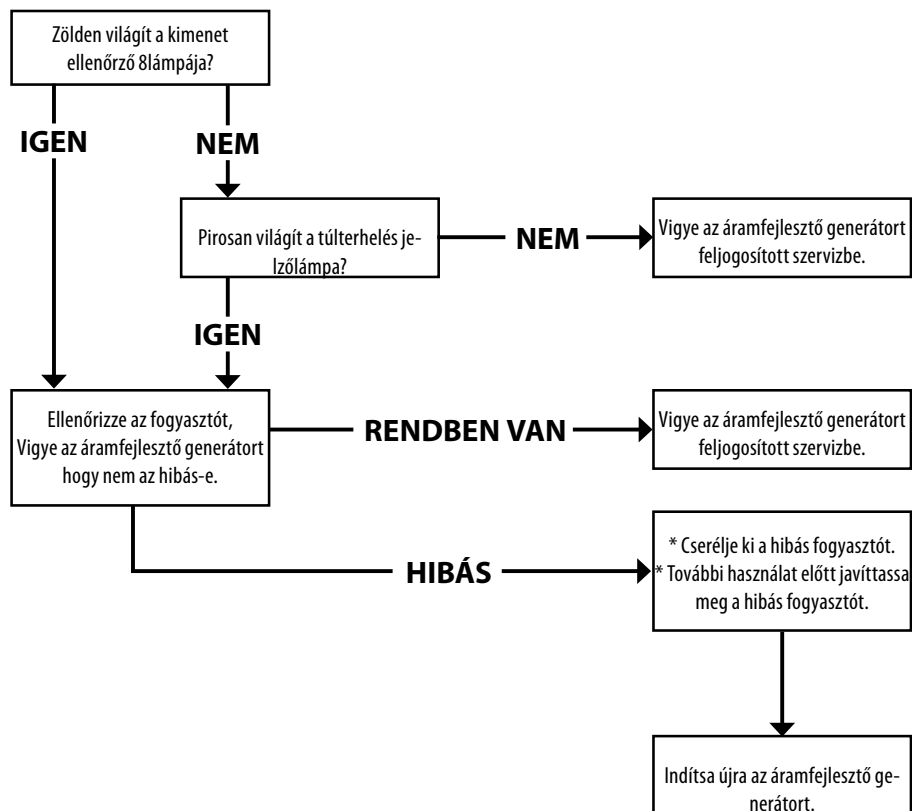 Zölden világít a kimenet
ellenőrző 8lámpája?
IGEN
NEM
Pirosan világít a túlterhelés je-
lzőlámpa?
NEM
Vigye az áramfejlesztő generátort
feljogosított szervizbe.
IGEN
Ellenőrizze az fogyasztót,
Vigye az áramfejlesztő generátort
hogy nem az hibás-e.
RENDBEN VAN
Vigye az áramfejlesztő generátort
feljogosított szervizbe.
HIBÁS
* Cserélje ki a hibás fogyasztót.
* További használat előtt javíttassa
meg a hibás fogyasztót.
Indítsa újra az áramfejlesztő ge-
nerátort.